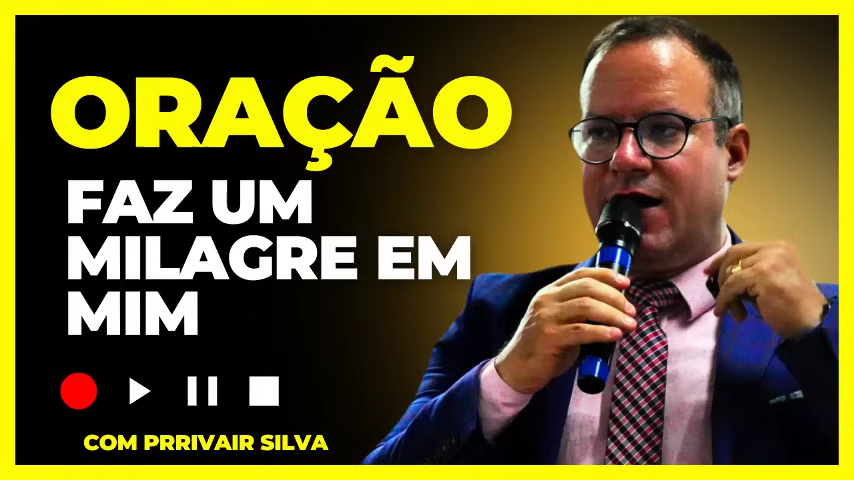 ORAÇÃO
FAZ UM
MILAGRE EM
MIM
COM PRRIVAIR SILVA